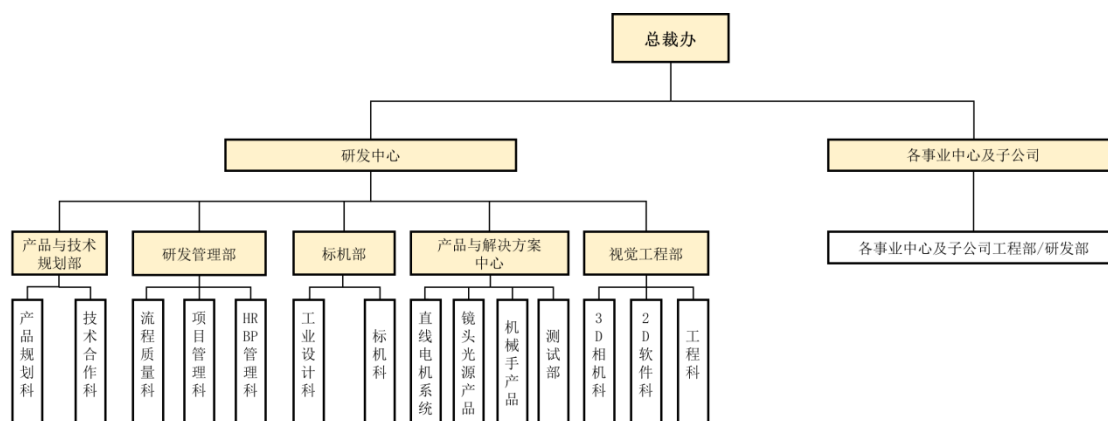 总裁办
研发中心
各事业中心及子公司
产品与技术
规划部
研发管理部
标机部
产品与解决方案
中心
视觉工程部
各事业中心及子公司工程部/研发部
产品规划科
技术合作科
流程质量科
项目管理科
HRBP管理科
工业设计科
标机科
直线电机系统
镜头光源产品
机械手产品
测试部
3D相机科
2D软件科
工程科